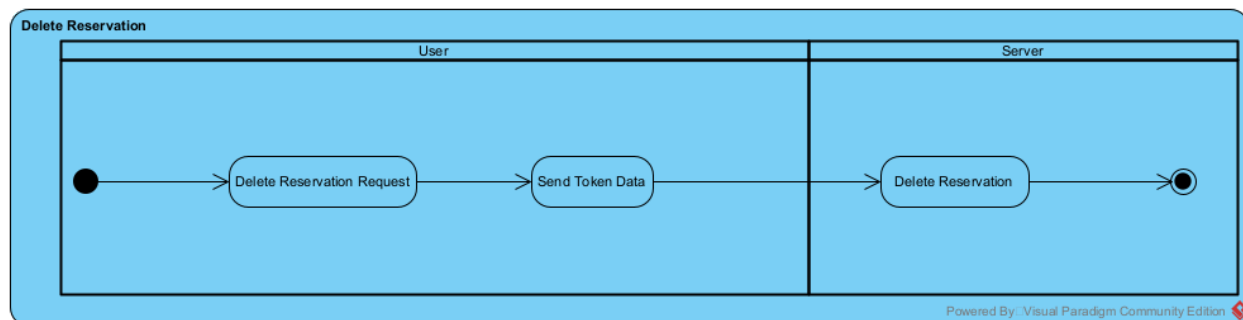 Delete Reservation
User
Server
Delete Reservation Request
Send Token Data
Delete Reservation
Powered By Visual Paradigm Community Edition